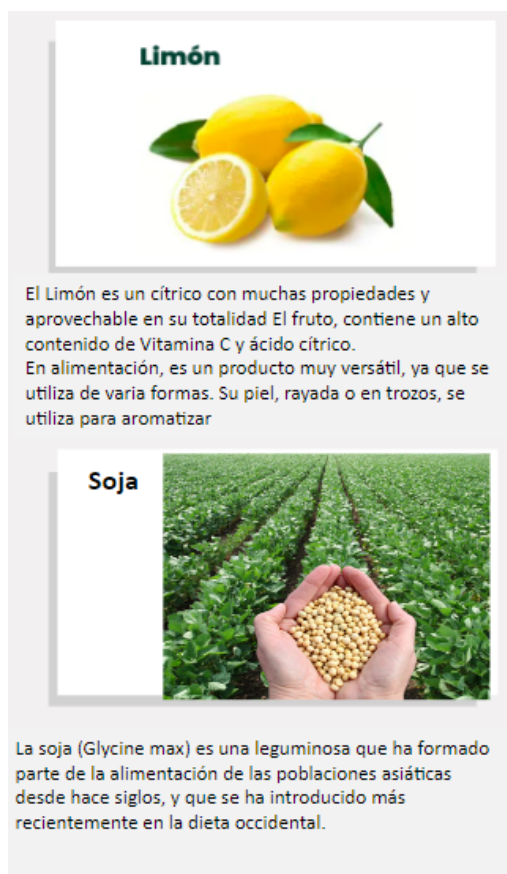 Limón
El Limón es un cítrico con muchas propiedades y
aprovechable en su totalidad El fruto, contiene un alto
contenido de Vitamina C y ácido cítrico.
En alimentación, es un producto muy versátil, ya que se
utiliza de varia formas. Su piel, rayada o en trozos, se
utiliza para aromatizar
Soja
La soja (Glycine max) es una leguminosa que ha formado
parte de la alimentación de las poblaciones asiáticas
desde hace siglos, y que se ha introducido más
recientemente en la dieta occidental.